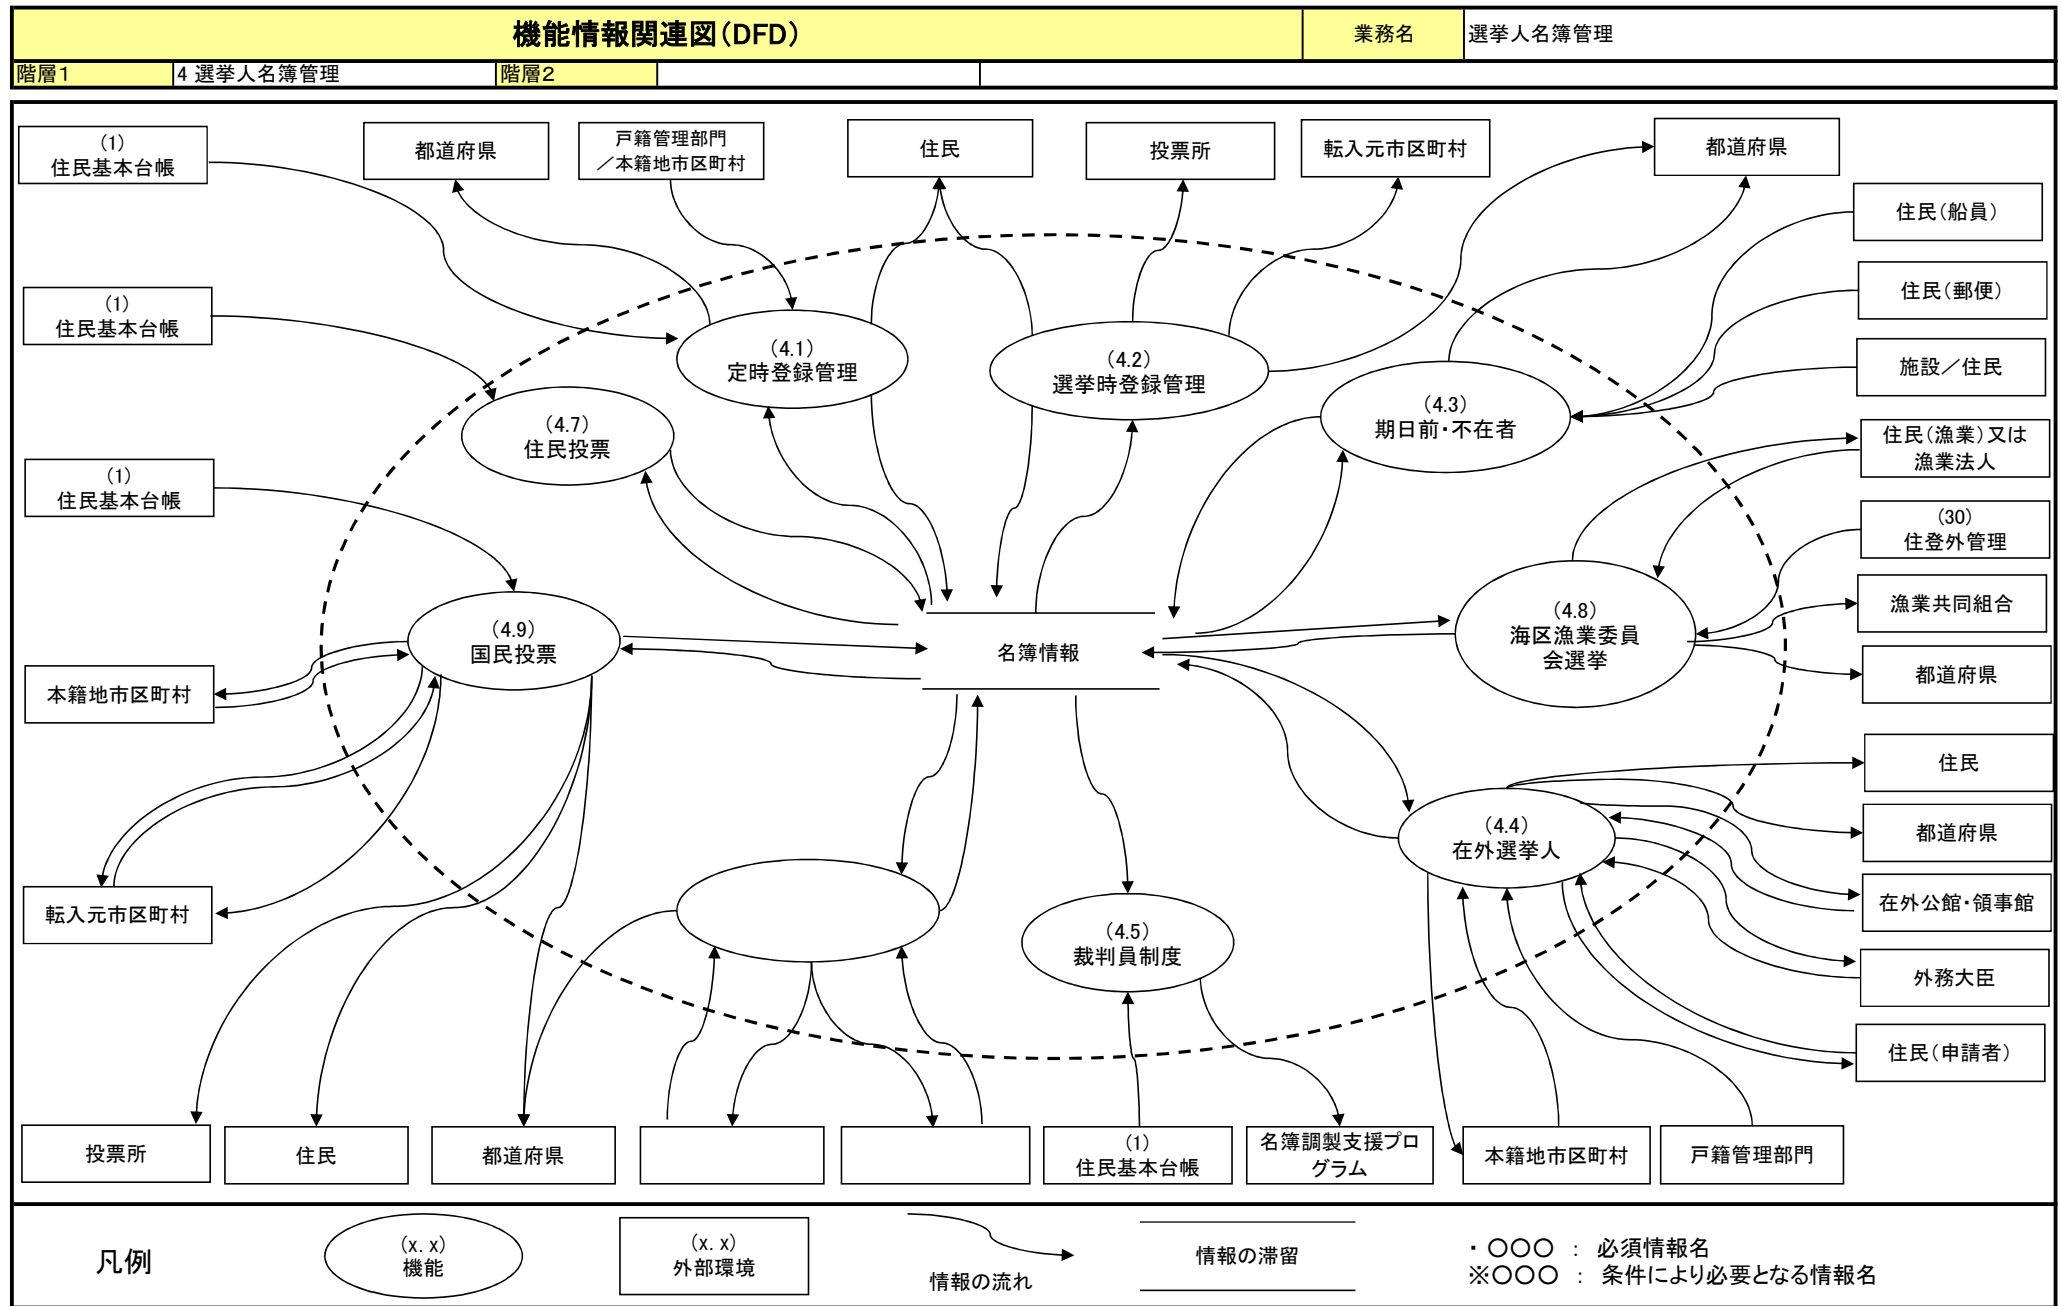 機能情報関連図(DFD)
業務名
選挙人名簿管理
階層1
4 選挙人名簿管理
階層2
(1)
住民基本台帳
都道府県
戸籍管理部門
／本籍地市区町村
住民
投票所
転入元市区町村
都道府県
住民(船員)
(1)
住民基本台帳
住民(郵便)
(4.1)
定時登録管理
(4.2)
選挙時登録管理
施設／住民
(4.3)
期日前・不在者
(4.7)
住民投票
住民(漁業)又は
漁業法人
(1)
住民基本台帳
(30)
住登外管理
(4.9)
国民投票
名簿情報
(4.8)
海区漁業委員
会選挙
漁業共同組合
都道府県
本籍地市区町村
住民
(4.4)
在外選挙人
都道府県
転入元市区町村
在外公館・領事館
(4.5)
裁判員制度
外務大臣
住民(申請者)
投票所
住民
都道府県
(1)
住民基本台帳
名簿調製支援プロ
グラム
本籍地市区町村
戸籍管理部門
凡例
(x. x)
機能
(x. x)
外部環境
情報の流れ
情報の滞留
・ 〇〇〇 ： 必須情報名
※〇〇〇 ： 条件により必要となる情報名